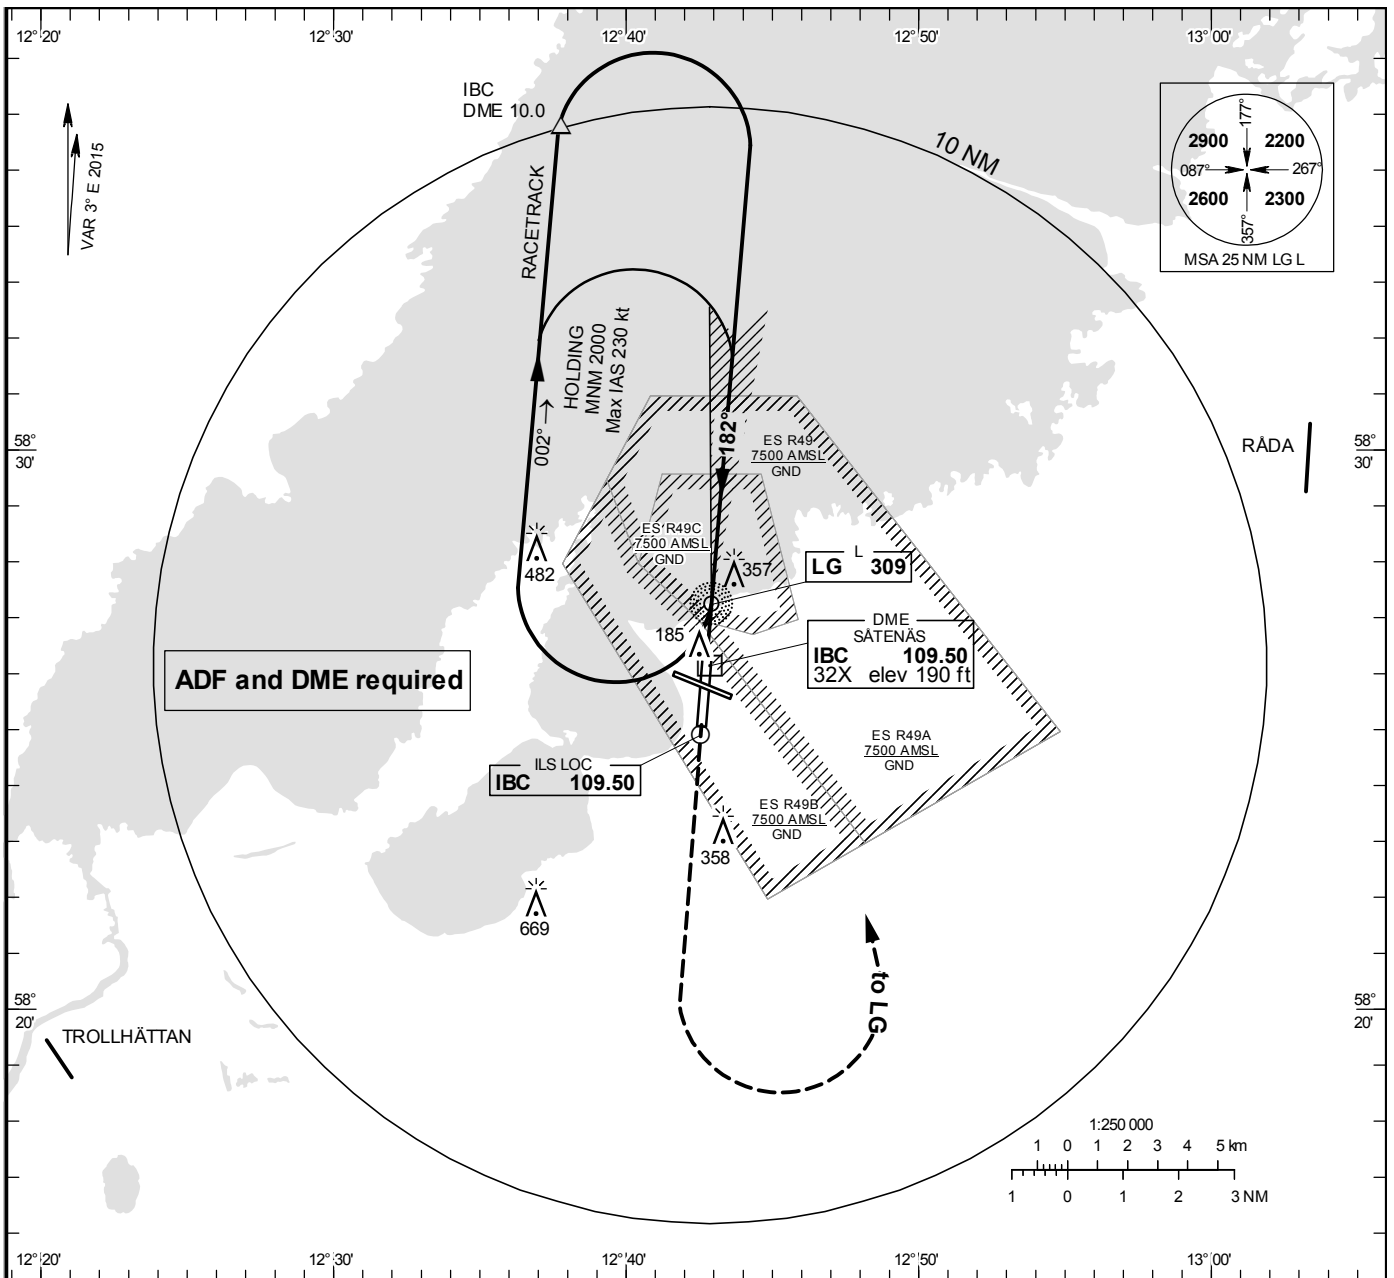 12° 20'
12° 30'
12° 40'
12° 50'
13° 00'
IBC
DME 10.0
10 NM
VAR 3° E 2015
RACETRACK
177°
2900
2200
087°
267°
2600
2300
357°
MSA 25 NM LG L
HOLDING
MNM 2000
Max IAS 230 kt
002°
182°
58°
30'
ES R49
7500 AMSL
GND
RÅDA
58°
30'
ES R49C
7500 AMSL
GND
482
357
L
LG 309
185
DME
SÅTENÄS
IBC 109.50
32X elev 190 ft
ADF and DME required
ILS LOC
IBC 109.50
ES R49A
7500 AMSL
GND
ES R49B
7500 AMSL
GND
358
669
to LG
58°
20'
TROLLHÄTTAN
58°
20'
1:250 000
1 0 1 2 3 4 5 km
1 0 1 2 3 NM
12° 20'
12° 30'
12° 40'
12° 50'
13° 00'